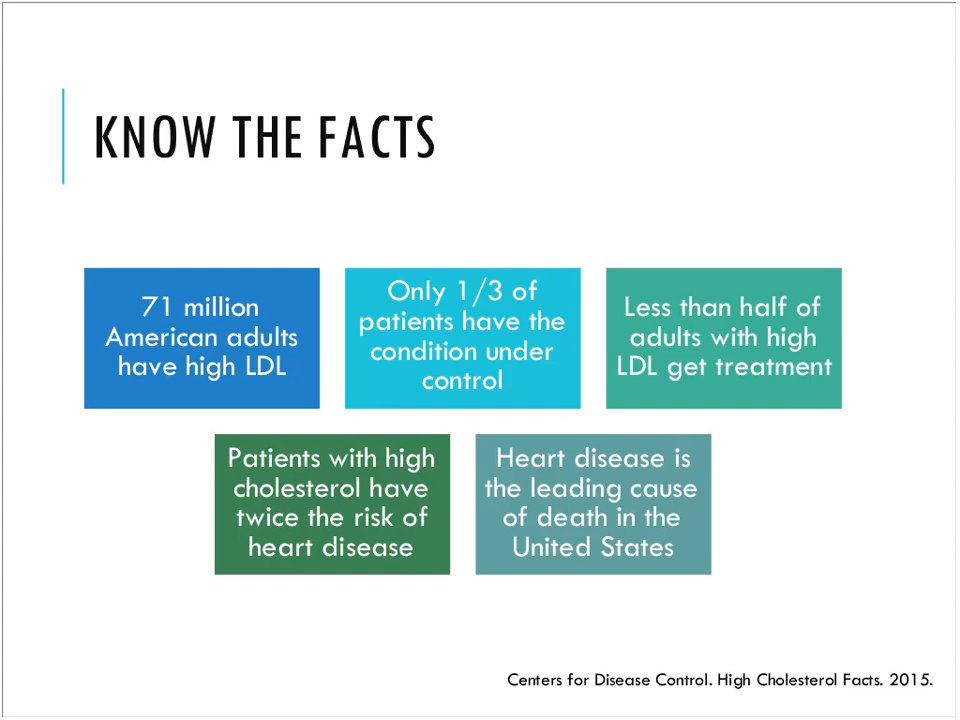 KNOW THE FACTS
71 million
American adults
have high LDL
Only 1/3 of
patients have the
condition under
control
Less than half of
adults with high
LDL get treatment
Patients with high
cholesterol have
twice the risk of
heart disease
Heart disease is
the leading cause
of death in the
United States
Centers for Disease Control. High Cholesterol Facts. 2015.